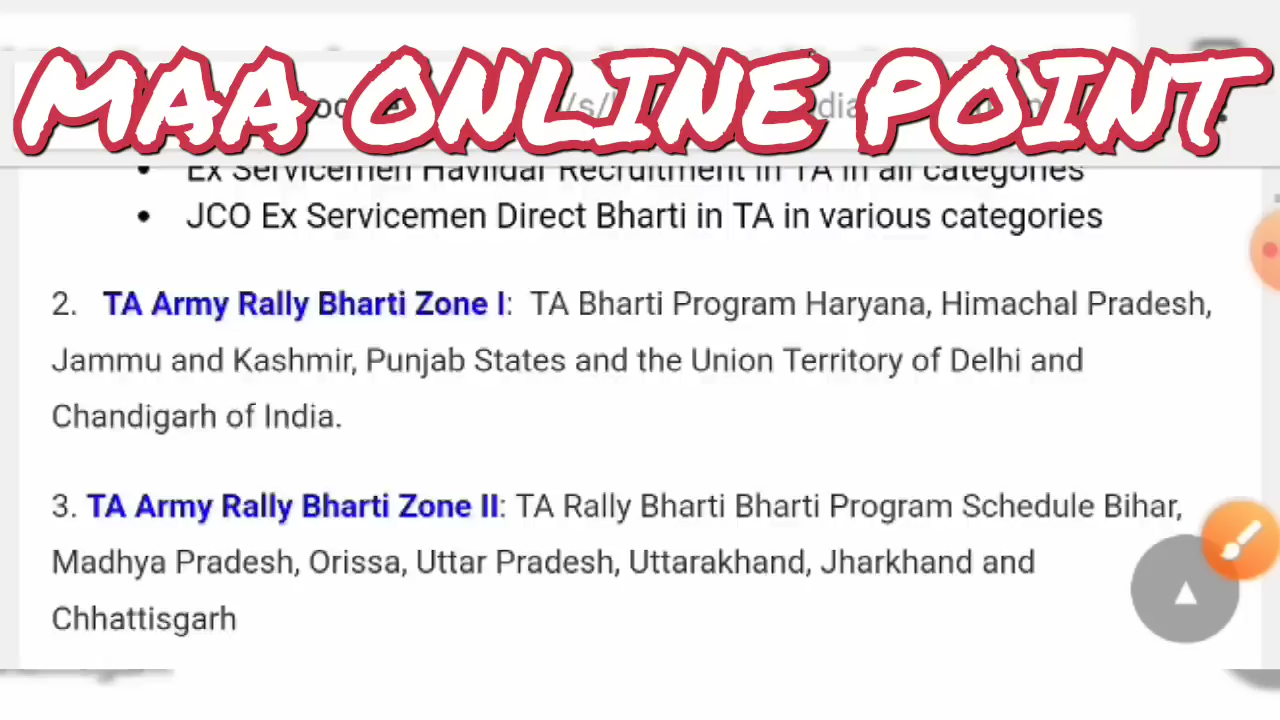 MAA ONLINE POINT
• Ex Servicemen Havildar Recruitment in TA in all categories
• JCO Ex Servicemen Direct Bharti in TA in various categories
2. TA Army Rally Bharti Zone I: TA Bharti Program Haryana, Himachal Pradesh,
Jammu and Kashmir, Punjab States and the Union Territory of Delhi and
Chandigarh of India.
3. TA Army Rally Bharti Zone II: TA Rally Bharti Bharti Program Schedule Bihar,
Madhya Pradesh, Orissa, Uttar Pradesh, Uttarakhand, Jharkhand and
Chhattisgarh